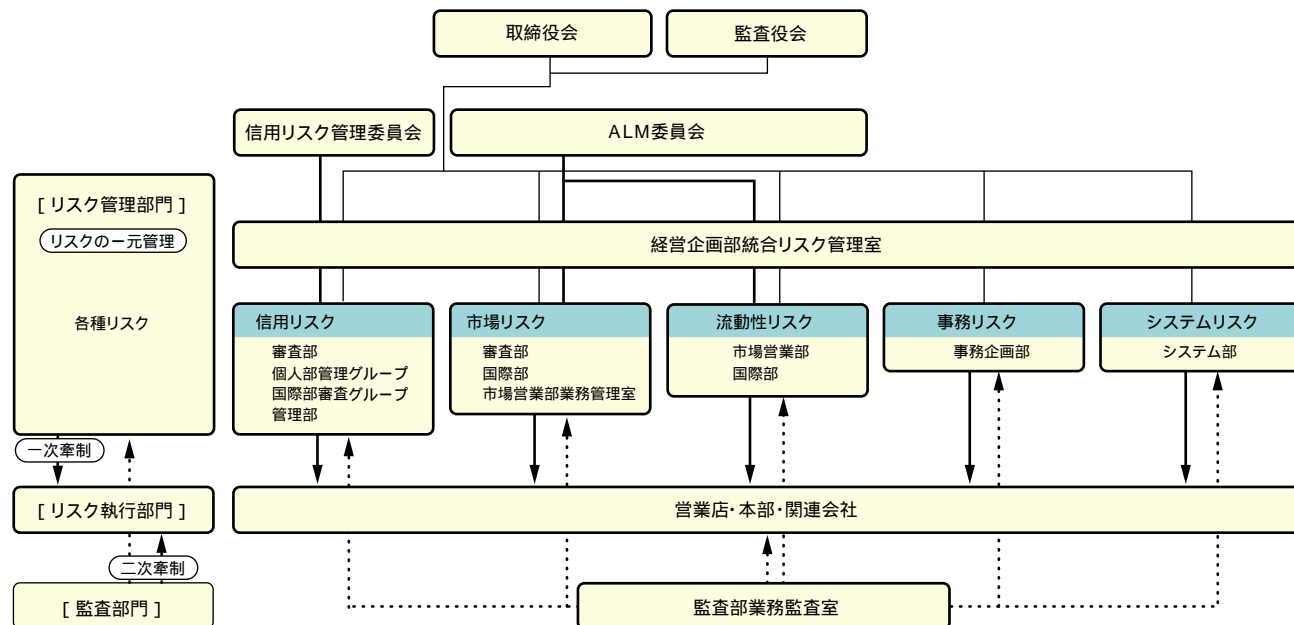 取締役会
監査役会
信用リスク管理委員会
ALM委員会
[ リスク管理部門 ]
リスクの一元管理
各種リスク
経営企画部統合リスク管理室
信用リスク
審査部
個人部管理グループ
国際部審査グループ
管理部
市場リスク
審査部
国際部
市場営業部業務管理室
流動性リスク
市場営業部
国際部
事務リスク
事務企画部
システムリスク
システム部
一次牽制
[ リスク執行部門 ]
営業店・本部・関連会社
二次牽制
[ 監査部門 ]
監査部業務監査室